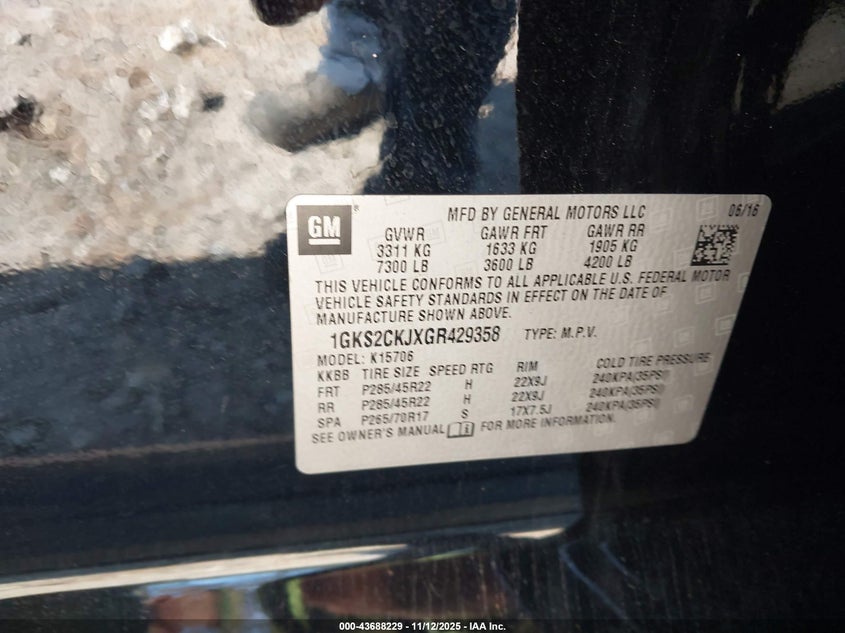 GM ®
MFD BY GENERAL MOTORS LLC 06/16
GVWR GAWR FRT GAWR RR
3311 KG 1633 KG 1905 KG
7300 LB 3600 LB 4200 LB
THIS VEHICLE CONFORMS TO ALL APPLICABLE U.S. FEDERAL MOTOR
VEHICLE SAFETY STANDARDS IN EFFECT ON THE DATE OF
MANUFACTURE SHOWN ABOVE.
1GKS2CKJXGR429358 TYPE: M.P.V.
MODEL: K15706
KKBB TIRE SIZE SPEED RTG RIM COLD TIRE PRESSURE
FRT P285/45R22 H 22X9J 240KPA(35PSI)
RR P285/45R22 H 22X9J 240KPA(35PSI)
SPA P265/70R17 S 17X7.5J 240KPA(35PSI)
SEE OWNER'S MANUAL FOR MORE INFORMATION.
000-43688229 - 11/12/2025 - IAA Inc.